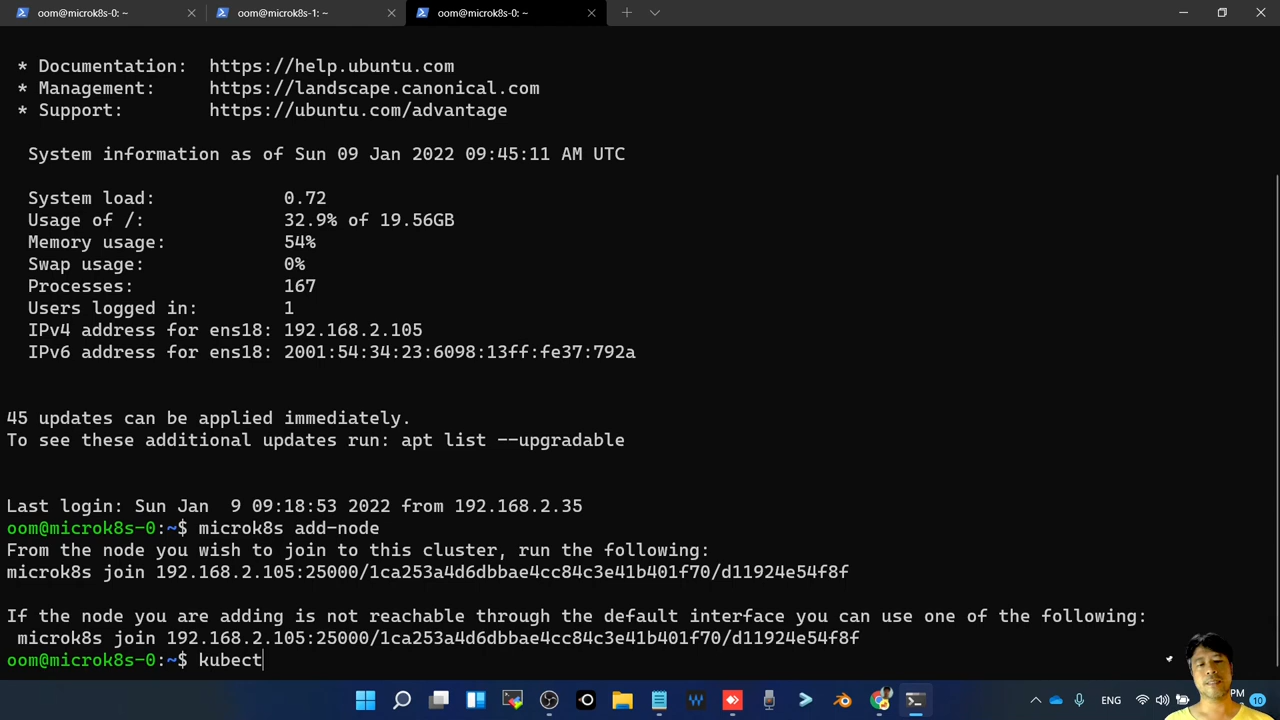 oom@microk8s-0: ~
oom@microk8s-1: ~
oom@microk8s-0: ~
* Documentation: https://help.ubuntu.com
* Management: https://landscape.canonical.com
* Support: https://ubuntu.com/advantage
System information as of Sun 09 Jan 2022 09:45:11 AM UTC
System load: 0.72
Usage of /: 32.9% of 19.56GB
Memory usage: 54%
Swap usage: 0%
Processes: 167
Users logged in: 1
IPv4 address for ens18: 192.168.2.105
IPv6 address for ens18: 2001:54:34:23:6098:13ff:fe37:792a
45 updates can be applied immediately.
To see these additional updates run: apt list --upgradable
Last login: Sun Jan  9 09:18:53 2022 from 192.168.2.35
oom@microk8s-0:~$ microk8s add-node
From the node you wish to join to this cluster, run the following:
microk8s join 192.168.2.105:25000/1ca253a4d6dbbae4cc84c3e41b401f70/d11924e54f8f
If the node you are adding is not reachable through the default interface you can use one of the following:
microk8s join 192.168.2.105:25000/1ca253a4d6dbbae4cc84c3e41b401f70/d11924e54f8f
oom@microk8s-0:~$ kubect
ENG
PM
10